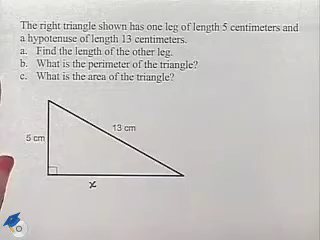 The right triangle shown has one leg of length 5 centimeters and
a hypotenuse of length 13 centimeters.
a. Find the length of the other leg.
b. What is the perimeter of the triangle?
c. What is the area of the triangle?
13 cm
5 cm
x